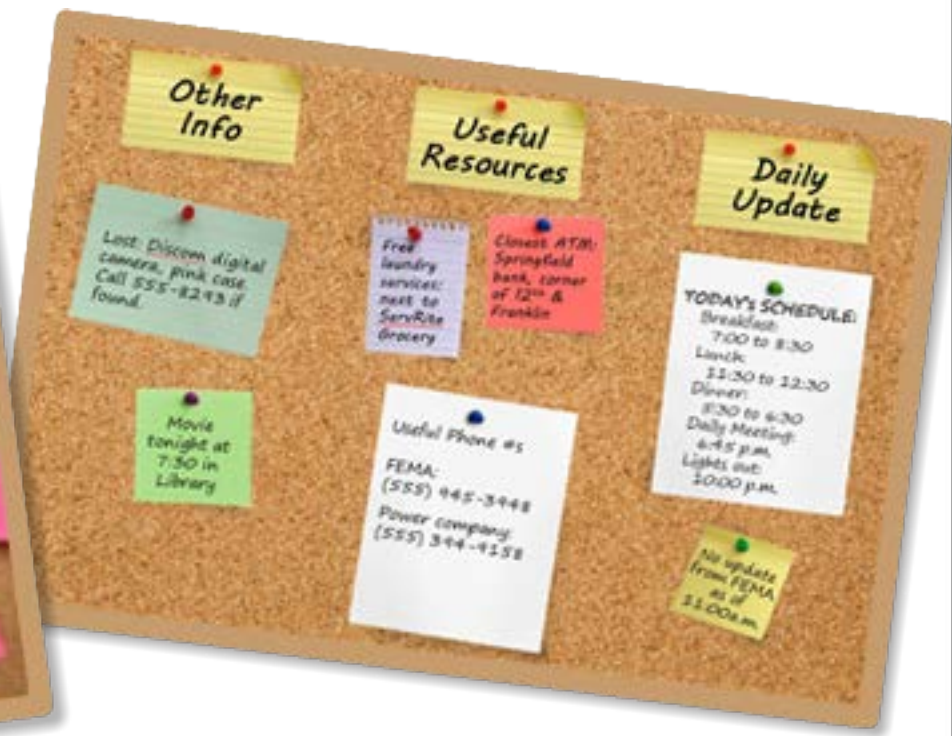 Other
Info
Lost: Discom digital
camera, pink case.
Call 555-8293 if
found.
Movie
tonight at
7:30 in
Library
Useful
Resources
Free
laundry
services:
next to
ServRite
Grocery
Closest ATM:
Springfield
bank, corner
of 12th &
Franklin
Useful Phone #s
FEMA:
(555) 945-3948
Power company:
(555) 394-9158
Daily
Update
TODAY'S SCHEDULE:
Breakfast:
7:00 to 8:30
Lunch:
11:30 to 12:30
Dinner:
5:30 to 6:30
Daily Meeting:
6:45 p.m.
Lights out:
10:00 p.m.
No update
from FEMA
as of
11:00a.m.